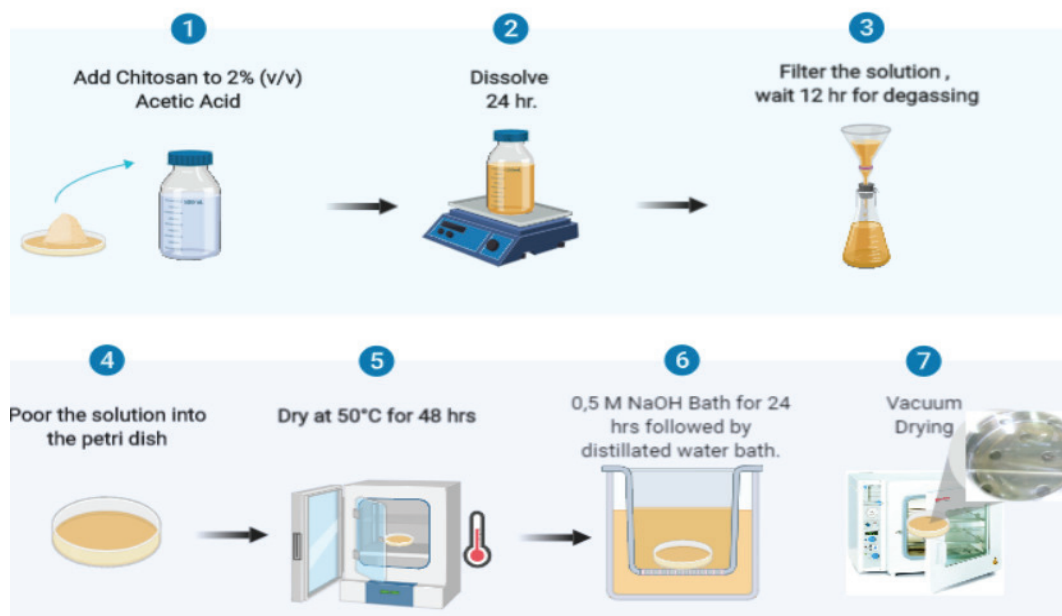 1
Add Chitosan to 2% (v/v)
Acetic Acid
2
Dissolve
24 hr.
3
Filter the solution ,
wait 12 hr for degassing
4
Poor the solution into
the petri dish
5
Dry at 50°C for 48 hrs
6
0,5 M NaOH Bath for 24
hrs followed by
distillated water bath.
7
Vacuum
Drying